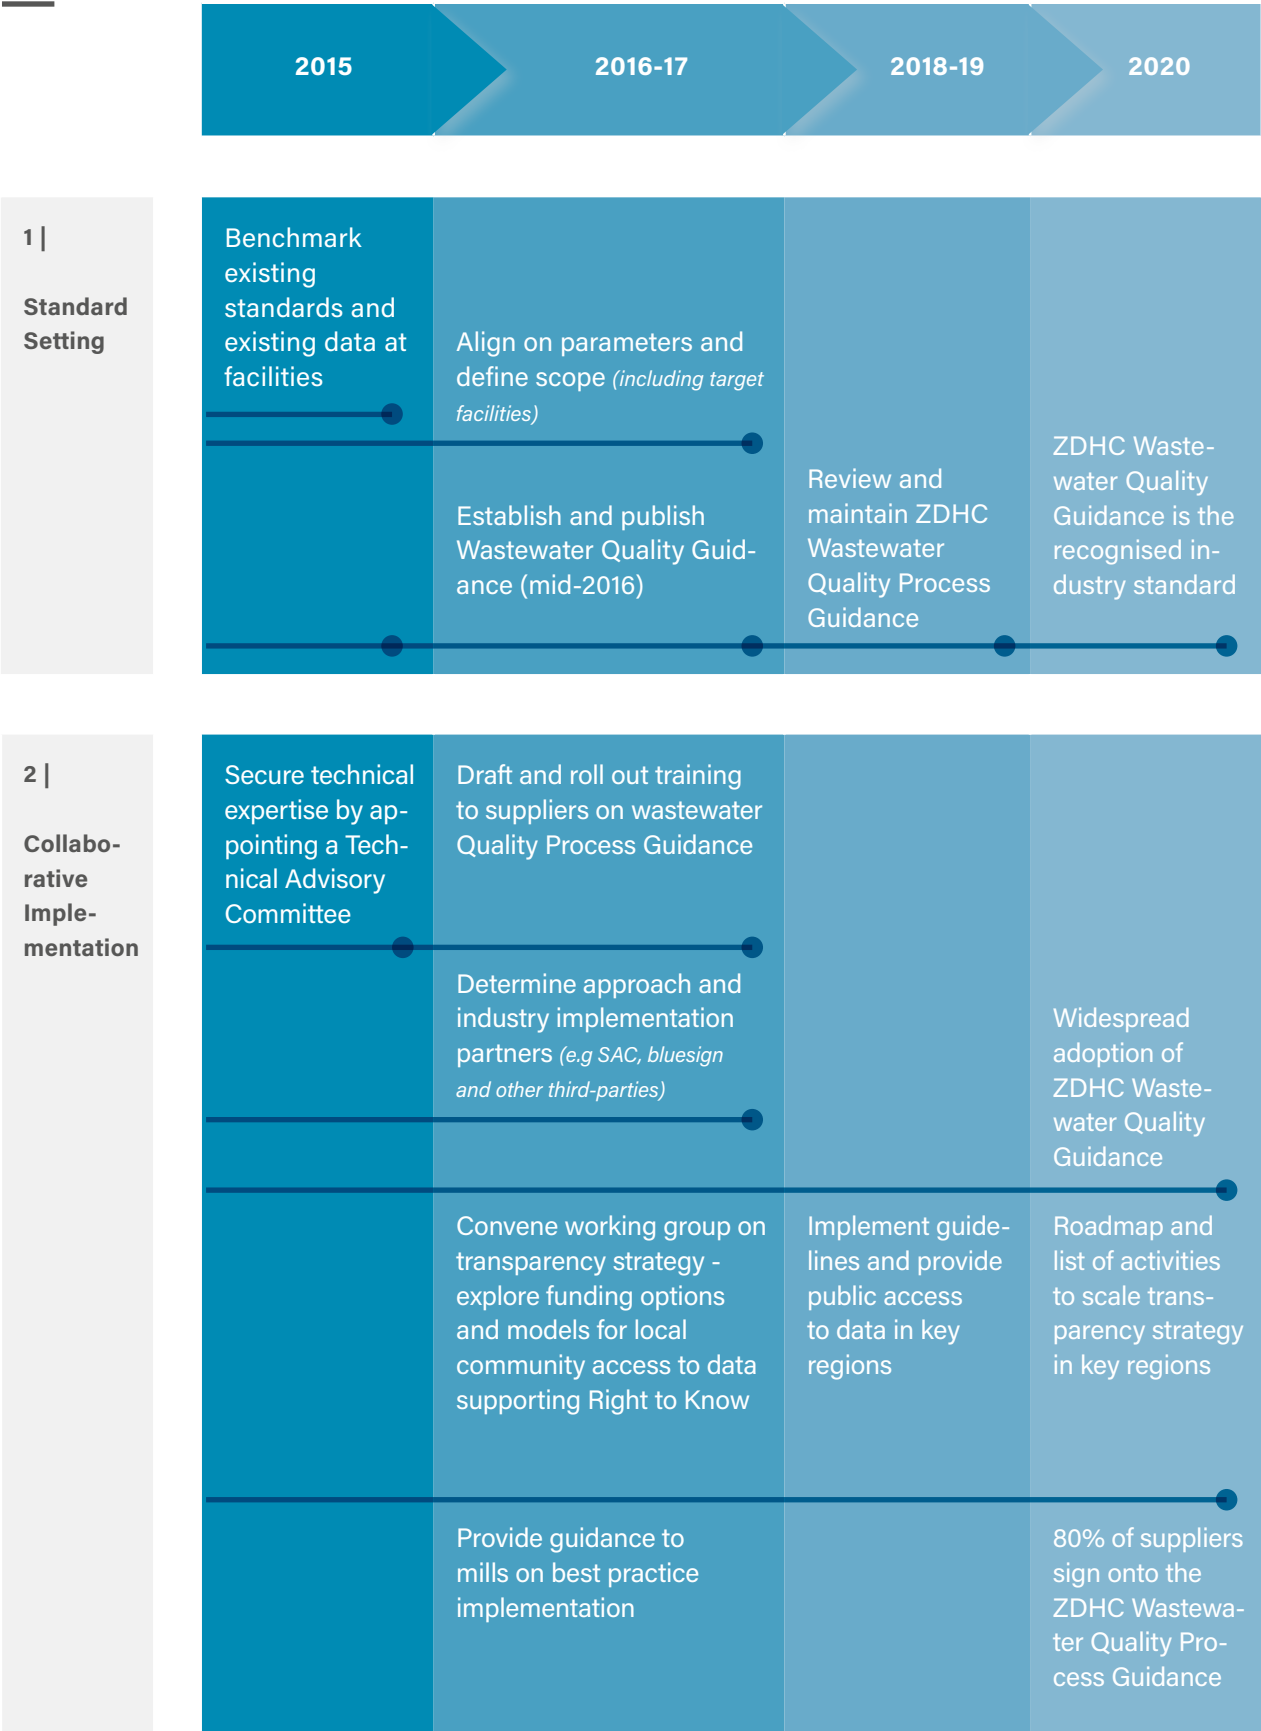 2015
2016-17
2018-19
2020
1 |
Standard
Setting
Benchmark
existing
standards and
existing data at
facilities
Align on parameters and
define scope (including target
facilities)
Establish and publish
Wastewater Quality Guid-
ance (mid-2016)
Review and
maintain ZDHC
Wastewater
Quality Process
Guidance
ZDHC Waste-
water Quality
Guidance is the
recognised in-
dustry standard
2 |
Collabo-
rative
Imple-
mentation
Secure technical
expertise by ap-
pointing a Tech-
nical Advisory
Committee
Draft and roll out training
to suppliers on wastewater
Quality Process Guidance
Determine approach and
industry implementation
partners (e.g SAC, bluesign
and other third-parties)
Widespread
adoption of
ZDHC Waste-
water Quality
Guidance
Convene working group on
transparency strategy -
explore funding options
and models for local
community access to data
supporting Right to Know
Implement guide-
lines and provide
public access
to data in key
regions
Roadmap and
list of activities
to scale trans-
parency strategy
in key regions
Provide guidance to
mills on best practice
implementation
80% of suppliers
sign onto the
ZDHC Wastewa-
ter Quality Pro-
cess Guidance